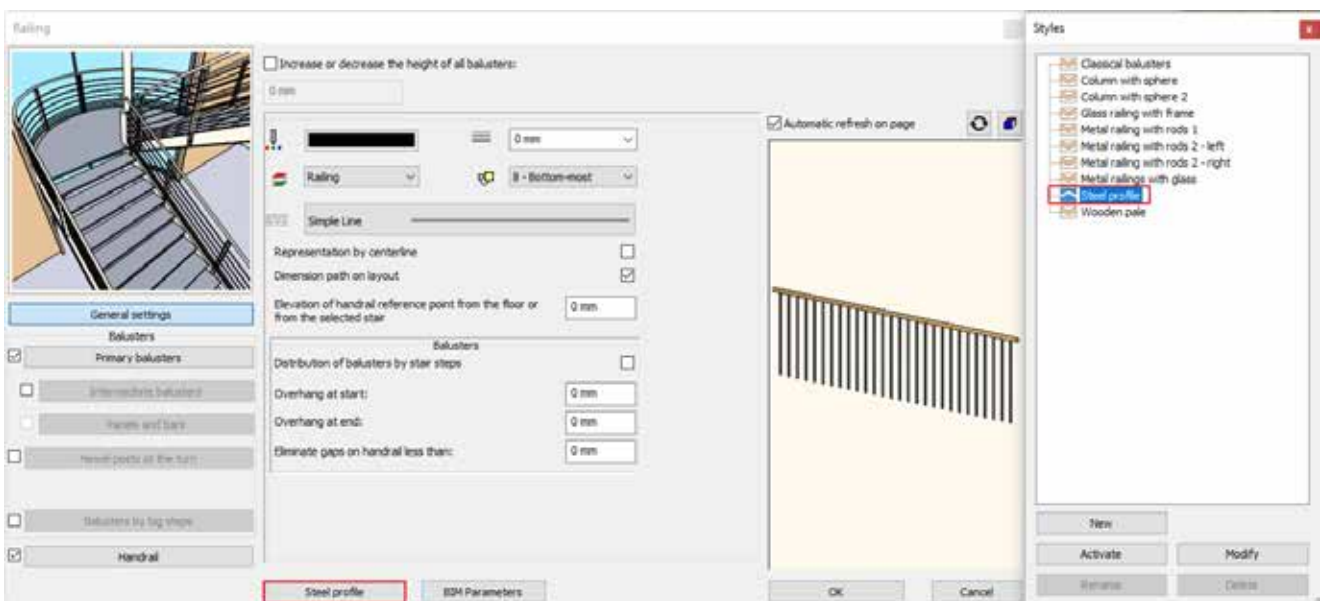 Railing
Styles
Increase or decrease the height of all balusters:
0 mm
0 mm
Railing
8 - Bottom-most
Simple Line
Representation by centerline
Dimension path on layout
Elevation of handrail reference point from the floor or
from the selected stair
0 mm
Balusters
Distribution of balusters by stair steps
Overhang at start:
0 mm
Overhang at end:
0 mm
Eliminate gaps on handrail less than:
0 mm
General settings
Balusters
Primary balusters
Intermediate balusters
Panels and bars
Newel posts at the turn
Balusters by big steps
Handrail
Steel profile
BIM Parameters
Automatic refresh on page
OK
Cancel
Classical balusters
Column with sphere
Column with sphere 2
Glass railing with frame
Metal railing with rods 1
Metal railing with rods 2 - left
Metal railing with rods 2 - right
Metal railings with glass
Steel profile
Wooden pale
New
Activate
Modify
Rename
Delete